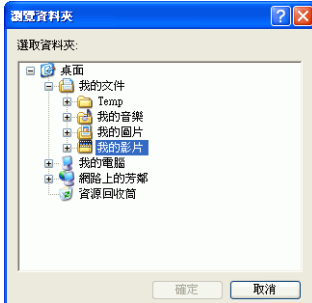 瀏覽資料夾
選取資料夾:
桌面
我的文件
Temp
我的音樂
我的圖片
我的影片
我的電腦
網路上的芳鄰
資源回收筒
確定 取消